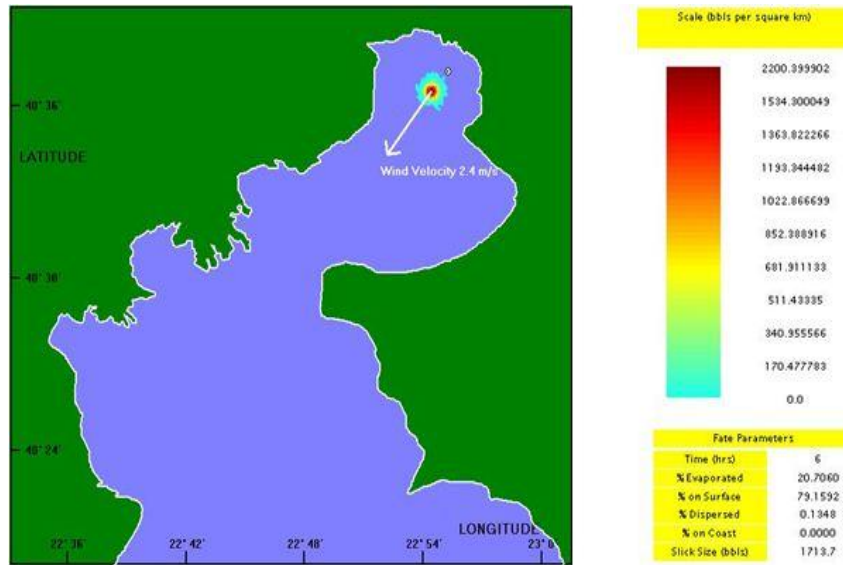 Scale (bbls per square km)
2200.399902
1534.300049
1363.822266
1193.344482
1022.866699
852.388916
681.911133
511.43335
340.955566
170.477783
0.0
40° 36'
LATITUDE
Wind Velocity 2.4 m/s
40° 30'
40° 24'
LONGITUDE
22° 36' 22° 42' 22° 48' 22° 54' 23° 0'
Fate Parameters
Time (hrs) 6
% Evaporated 20.7060
% on Surface 79.1592
% Dispersed 0.1348
% on Coast 0.0000
Slick Size (bbls) 1713.7